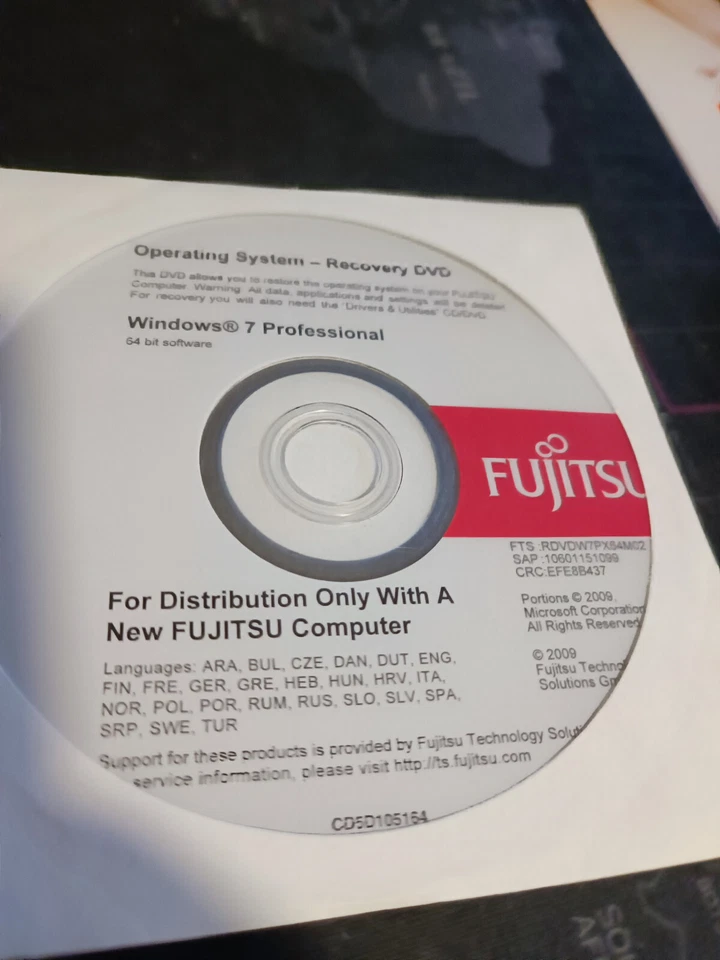 Operating System – Recovery DVD
This DVD allows you to restore the operating system on your FUJITSU
Computer. Warning: All data, applications and settings will be deleted.
For recovery you will also need the "Drivers & Utilities" CD/DVD
Windows® 7 Professional
64 bit software
FUJITSU
FTS :RDVDW7PX64M02
SAP :10601151099
CRC:EFE8B437
For Distribution Only With A
New FUJITSU Computer
Portions © 2009,
Microsoft Corporation
All Rights Reserved
Languages: ARA, BUL, CZE, DAN, DUT, ENG,
FIN, FRE, GER, GRE, HEB, HUN, HRV, ITA,
NOR, POL, POR, RUM, RUS, SLO, SLV, SPA,
SRP, SWE, TUR
© 2009
Fujitsu Technol
Solutions Gm
Support for these products is provided by Fujitsu Technology Soluti
service information, please visit http://ts.fujitsu.com
CD5D105164